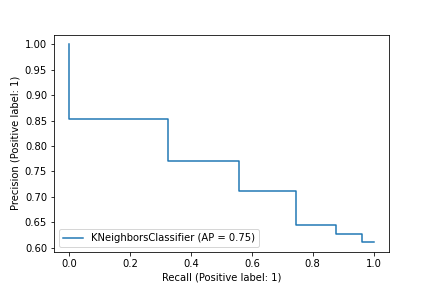 1.00
0.95
0.90
0.85
0.80
0.75
0.70
0.65
0.60
Precision (Positive label: 1)
KNeighborsClassifier (AP = 0.75)
0.0 0.2 0.4 0.6 0.8 1.0
Recall (Positive label: 1)